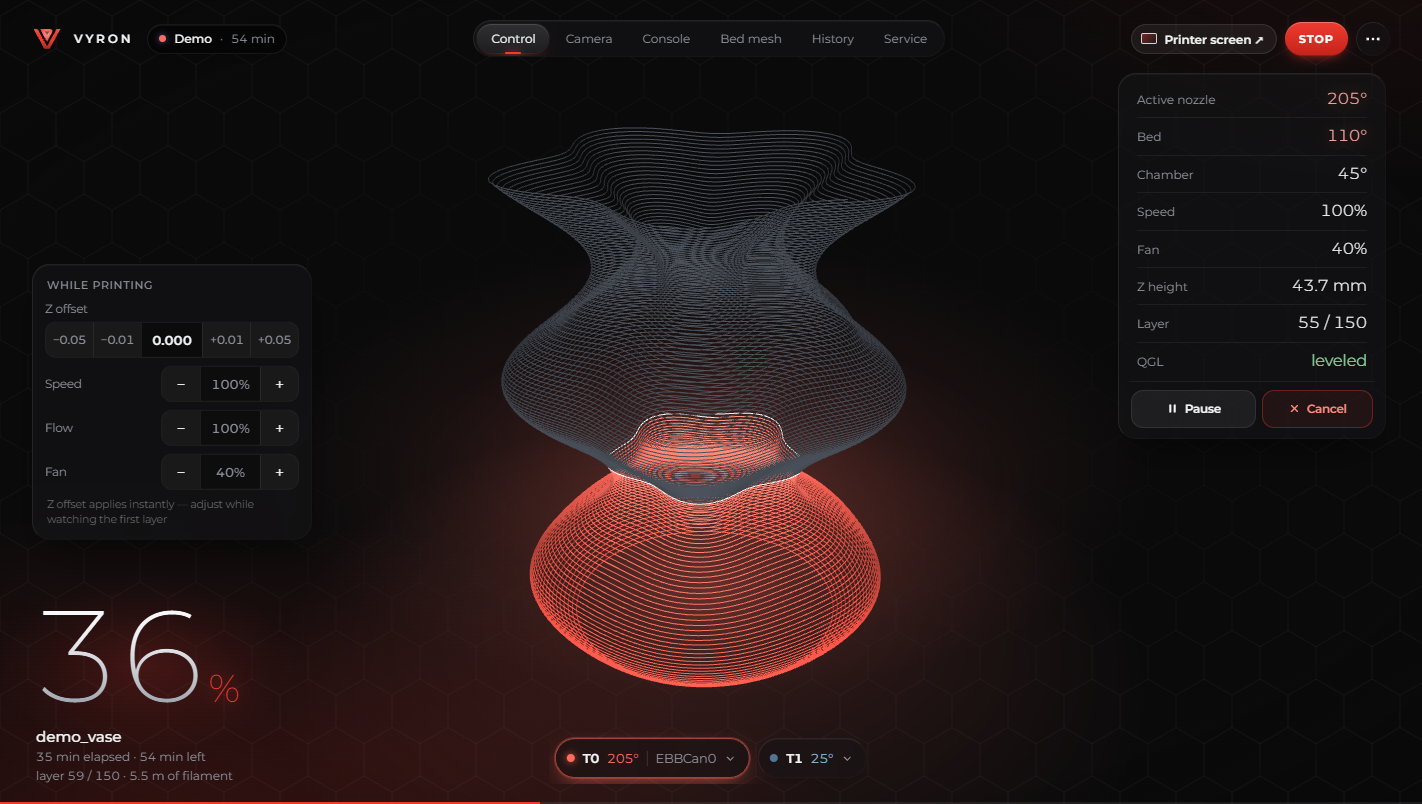 VYRON
Demo · 54 min
Control
Camera
Console
Bed mesh
History
Service
Printer screen ↗
STOP
Active nozzle 205°
Bed 110°
Chamber 45°
Speed 100%
Fan 40%
Z height 43.7 mm
Layer 55 / 150
QGL leveled
Pause
Cancel
WHILE PRINTING
Z offset
−0.05 −0.01 0.000 +0.01 +0.05
Speed − 100% +
Flow − 100% +
Fan − 40% +
Z offset applies instantly — adjust while
watching the first layer
36%
demo_vase
35 min elapsed · 54 min left
layer 59 / 150 · 5.5 m of filament
T0 205° EBBCan0
T1 25°